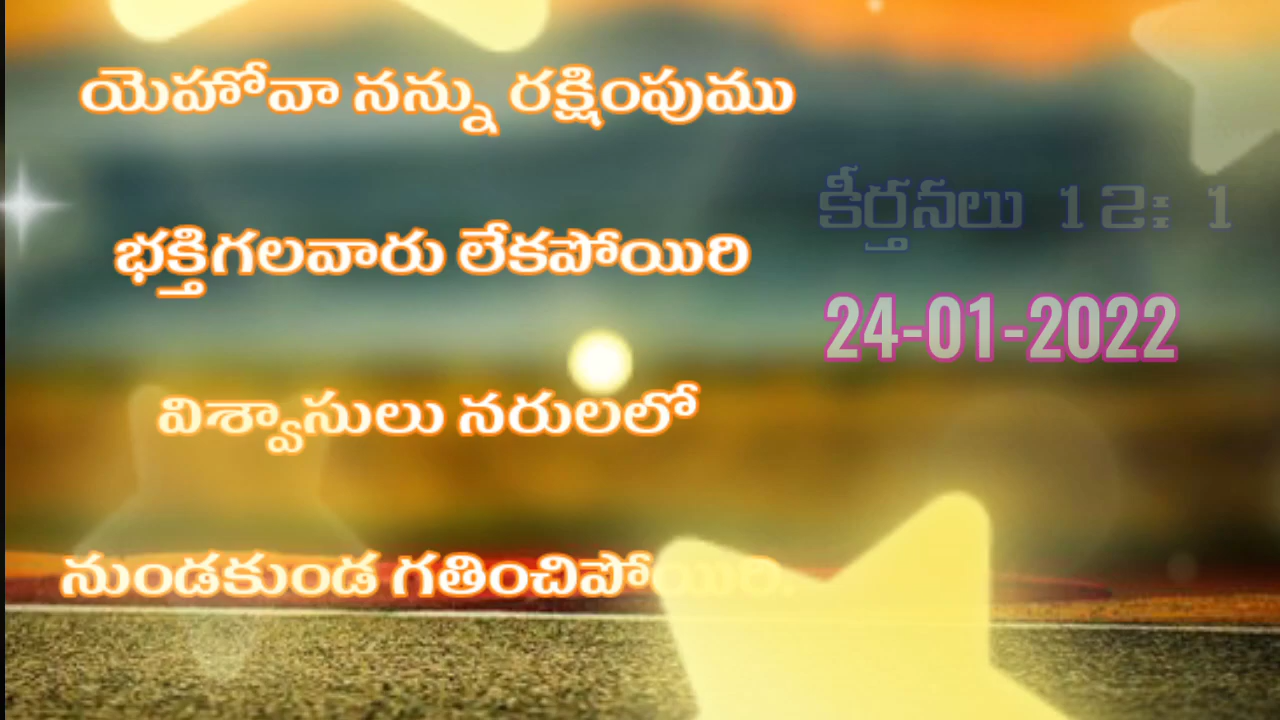 యెహోవా నన్ను రక్షింపుము
భక్తిగలవారు లేకపోయిరి
విశ్వాసులు నరులలో
నుండకుండ గతించిపోయిరి.
కీర్తనలు 12: 1
24-01-2022